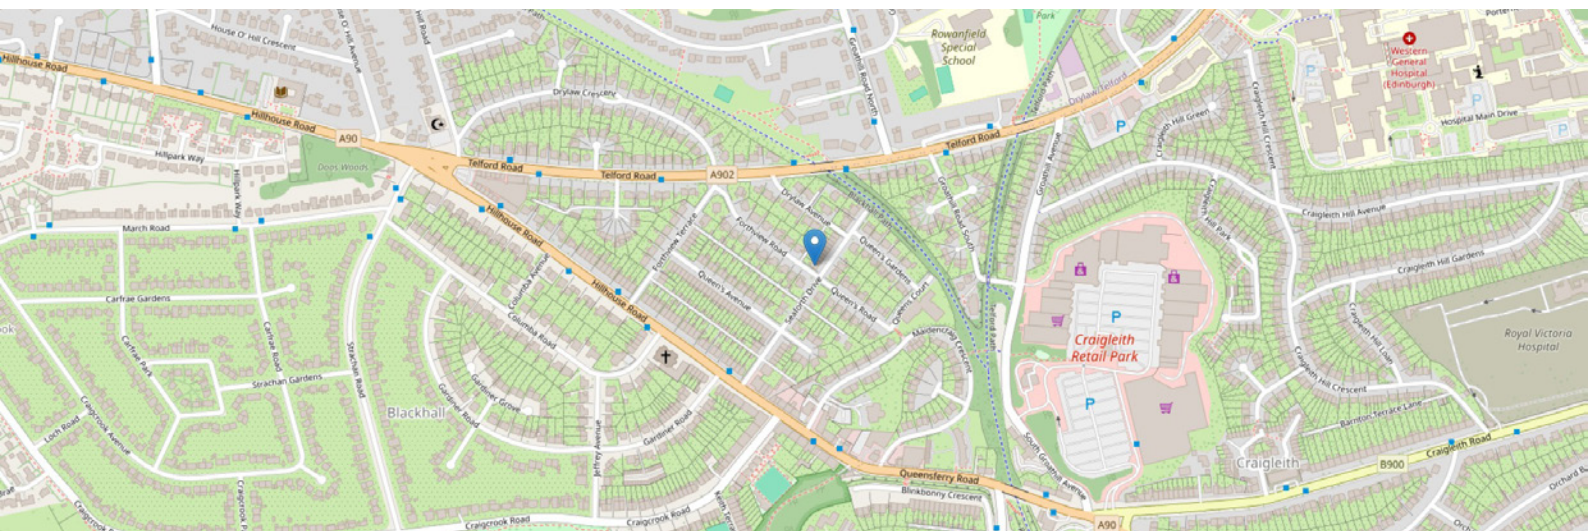 House O' Hill Crescent
Hill Road
Groathill Road North
Rowanfield
Special
School
Park
Western
General
Hospital
(Edinburgh)
Hillhouse Road
Drylaw Crescent
Drylaw Telford
Hospital Main Drive
Hillhouse Road
A90
Telford Road
Craigleith Hill Green
Craigleith Hill Crescent
P
P
P
P
Hillpark Way
Doos Woods
Telford Road
Telford Road
A902
Groathill Avenue
Hillpark Way
Drylaw Avenue
Groathill Road South
Craigleith Hill Park
Craigleith Hill Avenue
March Road
Hillhouse Road
Forthview Terrace
Forthview Road
Queen's Gardens
Craigleith Hill Gardens
Columba Avenue
Queen's Avenue
Seaforth Drive
Queen's Road
Queens Court
Carfrae Gardens
Hillhouse Road
Columba Road
Maidencraig Crescent
Telford Path
P
Craigleith
Retail Park
Craigleith Hill Loan
Royal Victoria
Hospital
Carfrae Park
Carfrae Road
Strachan Road
Strachan Gardens
Craigleith Hill Crescent
Gardiner Grove
Gardiner Road
Blackhall
P
Barnton Terrace Lane
Loch Road
Craigcrook Avenue
Gardiner Road
Jeffrey Avenue
South Groathill Avenue
Craigleith
B900
Craigleith Road
Queensferry Road
Blinkbonny Crescent
Craigcrook Road
Craigcrook Road
A90